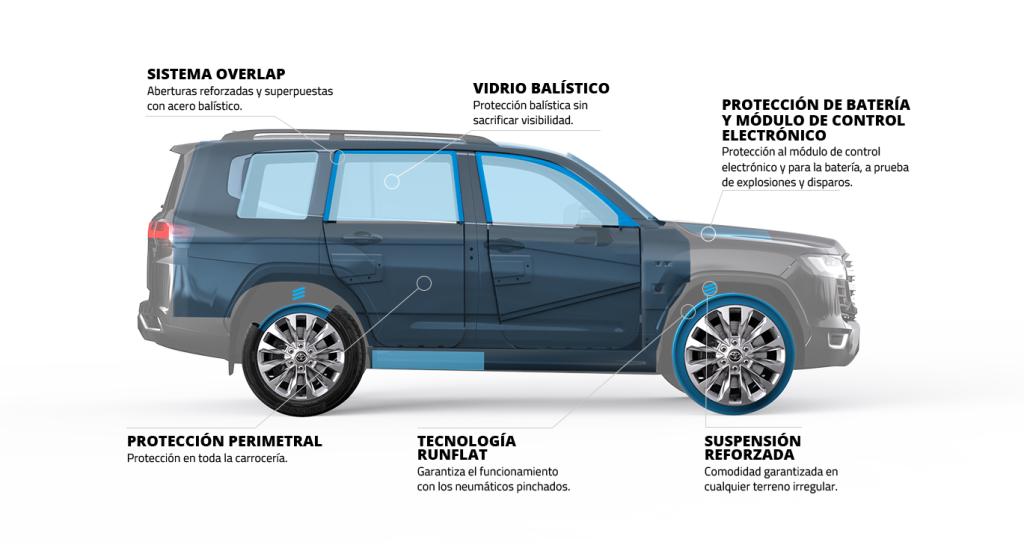 SISTEMA OVERLAP
Aberturas reforzadas y superpuestas
con acero balístico.
VIDRIO BALÍSTICO
Protección balística sin
sacrificar visibilidad.
PROTECCIÓN DE BATERÍA
Y MÓDULO DE CONTROL
ELECTRÓNICO
Protección al módulo de control
electrónico y para la batería, a prueba
de explosiones y disparos.
PROTECCIÓN PERIMETRAL
Protección en toda la carrocería.
TECNOLOGÍA
RUNFLAT
Garantiza el funcionamiento
con los neumáticos pinchados.
SUSPENSIÓN
REFORZADA
Comodidad garantizada en
cualquier terreno irregular.